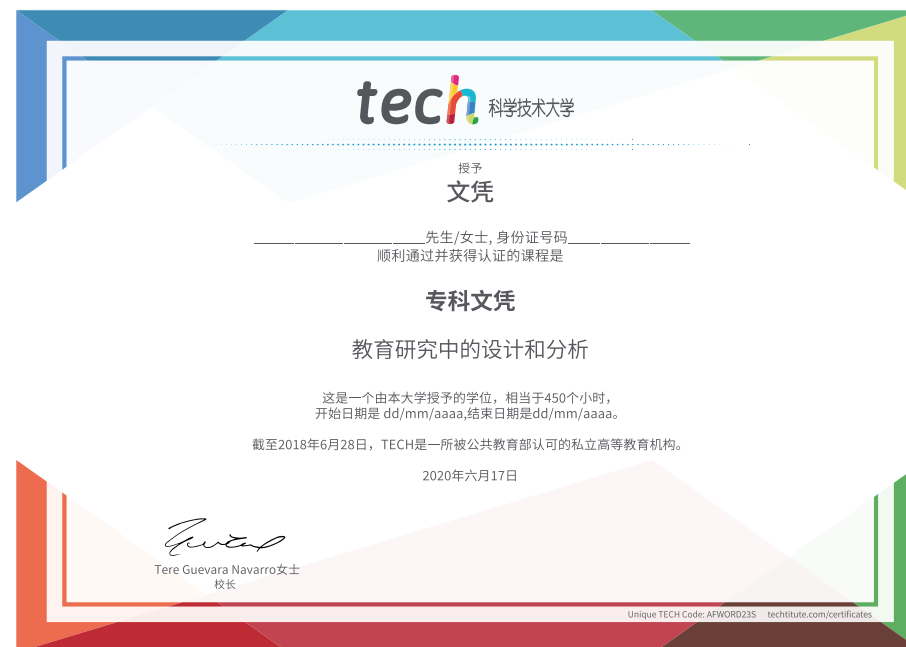 tech 科学技术大学
授予
文凭
____________________先生/女士, 身份证号码_______________
顺利通过并获得认证的课程是
专科文凭
教育研究中的设计和分析
这是一个由本大学授予的学位，相当于450个小时，
开始日期是 dd/mm/aaaa,结束日期是dd/mm/aaaa。
截至2018年6月28日，TECH是一所被公共教育部认可的私立高等教育机构。
2020年六月17日
Tere Guevara Navarro女士
校长
Unique TECH Code: AFWORD23S techtitute.com/certificates